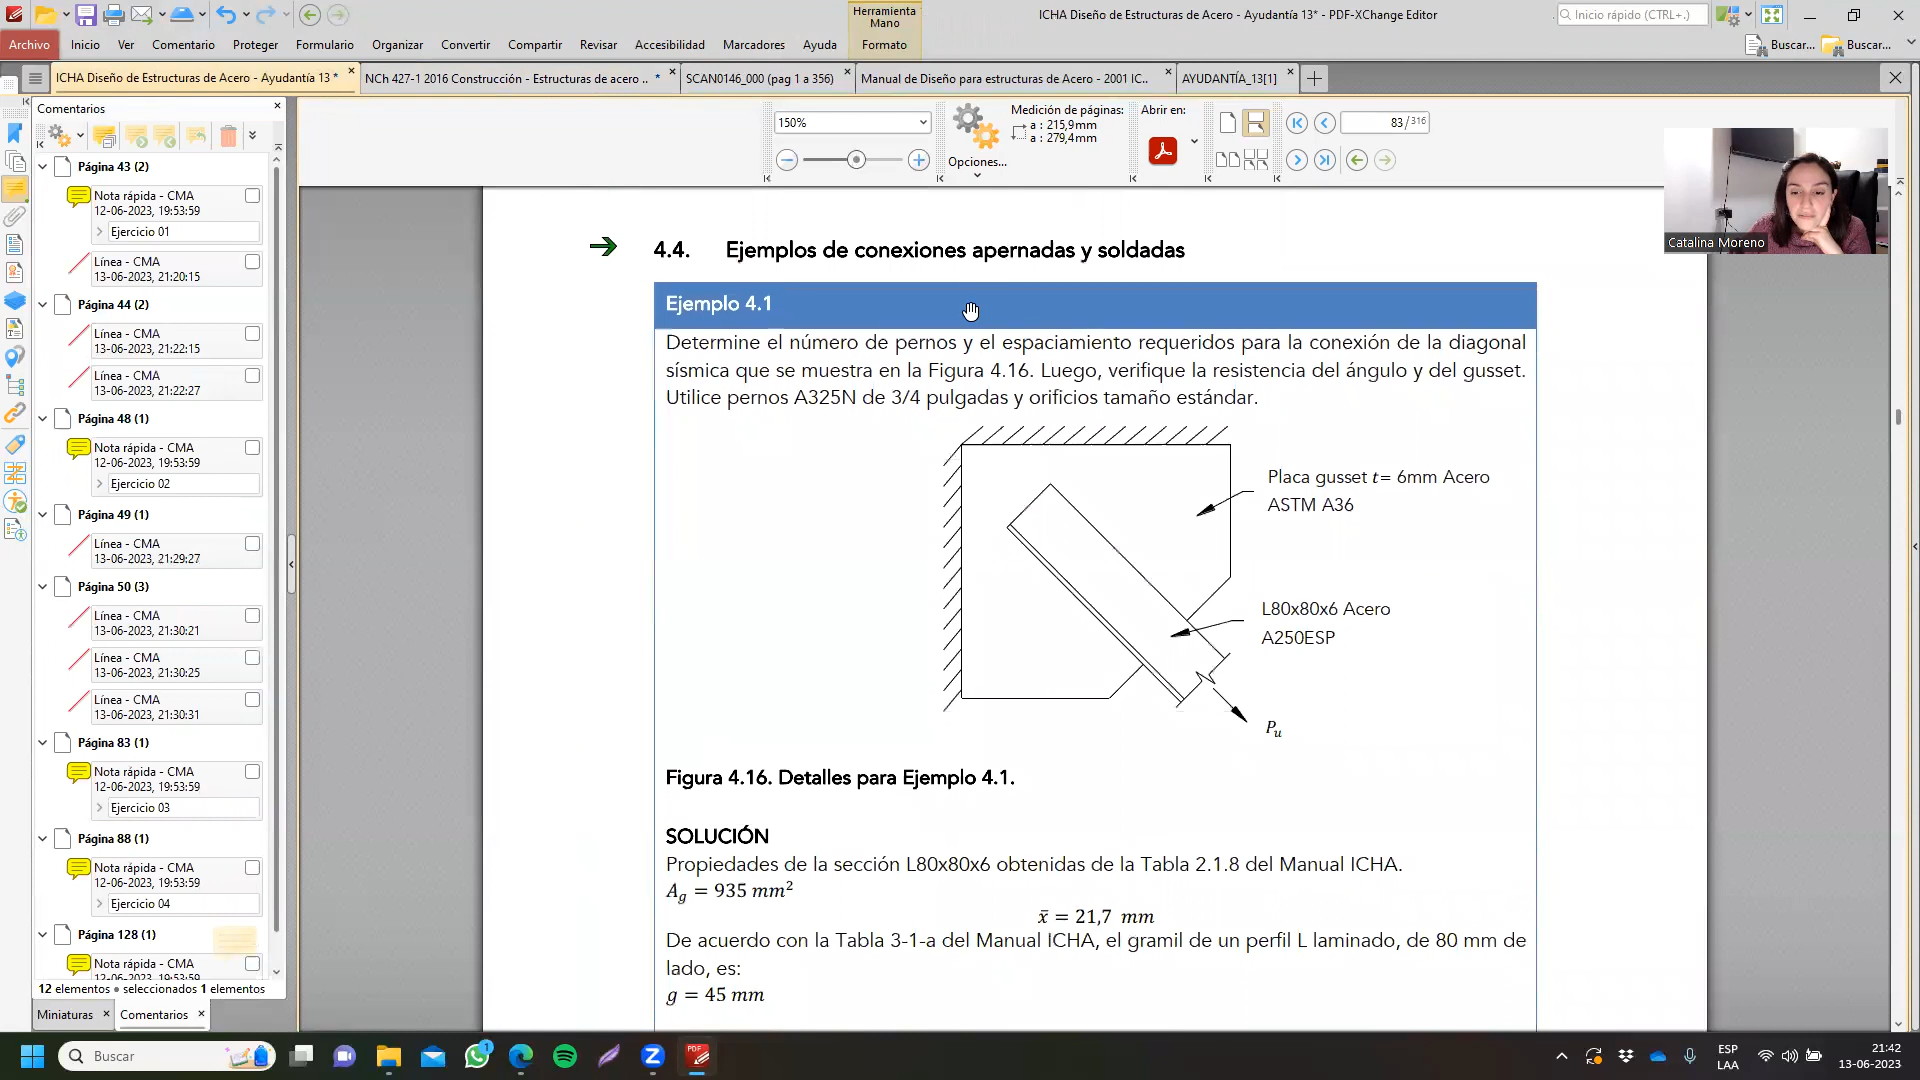 ICHA Diseño de Estructuras de Acero - Ayudantía 13* - PDF-XChange Editor
Herramienta
Mano
Inicio rápido (CTRL+.)
Archivo
Inicio
Ver
Comentario
Proteger
Formulario
Organizar
Convertir
Compartir
Revisar
Accesibilidad
Marcadores
Ayuda
Formato
Buscar...
Buscar...
ICHA Diseño de Estructuras de Acero - Ayudantía 13 *
NCh 427-1 2016 Construcción - Estructuras de acero .. *
SCAN0146_000 (pag 1 a 356)
Manual de Diseño para estructuras de Acero - 2001 IC..
AYUDANTÍA_13[1]
Comentarios
150%
Opciones...
Medición de páginas:
a : 215,9mm
a : 279,4mm
Abrir en:
83 / 316
Página 43 (2)
Nota rápida - CMA
12-06-2023, 19:53:59
Ejercicio 01
Línea - CMA
13-06-2023, 21:20:15
Página 44 (2)
Línea - CMA
13-06-2023, 21:22:15
Línea - CMA
13-06-2023, 21:22:27
Página 48 (1)
Nota rápida - CMA
12-06-2023, 19:53:59
Ejercicio 02
Página 49 (1)
Línea - CMA
13-06-2023, 21:29:27
Página 50 (3)
Línea - CMA
13-06-2023, 21:30:21
Línea - CMA
13-06-2023, 21:30:25
Línea - CMA
13-06-2023, 21:30:31
Página 83 (1)
Nota rápida - CMA
12-06-2023, 19:53:59
Ejercicio 03
Página 88 (1)
Nota rápida - CMA
12-06-2023, 19:53:59
Ejercicio 04
Página 128 (1)
Nota rápida - CMA
12-06-2023, 19:53:59
12 elementos • seleccionados 1 elementos
Miniaturas
Comentarios
Catalina Moreno
4.4. Ejemplos de conexiones apernadas y soldadas
Ejemplo 4.1
Determine el número de pernos y el espaciamiento requeridos para la conexión de la diagonal
sísmica que se muestra en la Figura 4.16. Luego, verifique la resistencia del ángulo y del gusset.
Utilice pernos A325N de 3/4 pulgadas y orificios tamaño estándar.
Placa gusset t= 6mm Acero
ASTM A36
L80x80x6 Acero
A250ESP
Pu
Figura 4.16. Detalles para Ejemplo 4.1.
SOLUCIÓN
Propiedades de la sección L80x80x6 obtenidas de la Tabla 2.1.8 del Manual ICHA.
Ag = 935 mm²
x̄ = 21,7 mm
De acuerdo con la Tabla 3-1-a del Manual ICHA, el gramil de un perfil L laminado, de 80 mm de
lado, es:
g = 45 mm
Buscar
1
PDF
ESP
LAA
21:42
13-06-2023